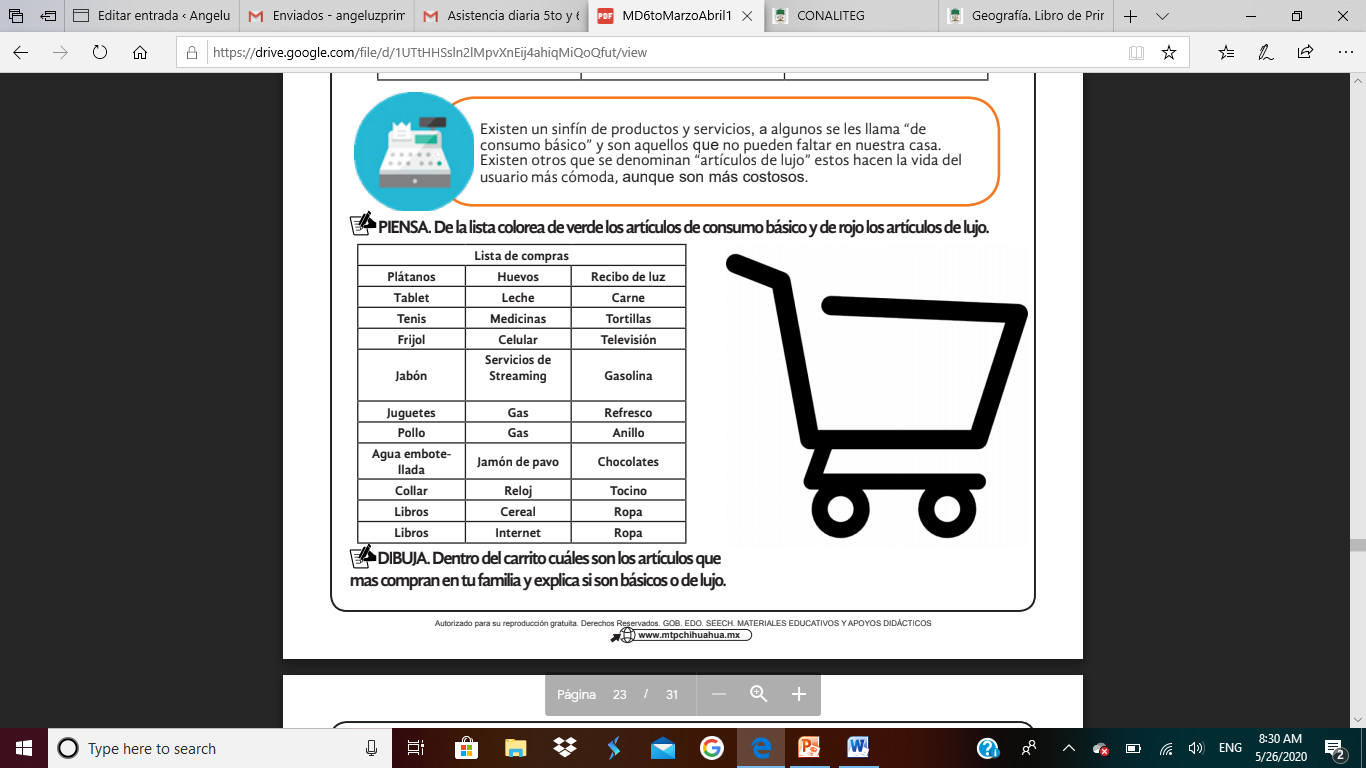 Editar entrada ‹ Angelu
Enviados - angeluzprim
Asistencia diaria 5to y 6
MD6toMarzoAbril1
CONALITEG
Geografía. Libro de Prir
https://drive.google.com/file/d/1UTtHHSsln2lMpvXnEij4ahiqMiQoQfut/view
Existen un sinfín de productos y servicios, a algunos se les llama “de
consumo básico” y son aquellos que no pueden faltar en nuestra casa.
Existen otros que se denominan “artículos de lujo” estos hacen la vida del
usuario más cómoda, aunque son más costosos.
PIENSA. De la lista colorea de verde los artículos de consumo básico y de rojo los artículos de lujo.
Lista de compras
Plátanos Huevos Recibo de luz
Tablet Leche Carne
Tenis Medicinas Tortillas
Frijol Celular Televisión
Jabón Servicios de Streaming Gasolina
Juguetes Gas Refresco
Pollo Gas Anillo
Agua embote-
llada Jamón de pavo Chocolates
Collar Reloj Tocino
Libros Cereal Ropa
Libros Internet Ropa
DIBUJA. Dentro del carrito cuáles son los artículos que
mas compran en tu familia y explica si son básicos o de lujo.
Autorizado para su reproducción gratuita. Derechos Reservados. GOB. EDO. SEECH. MATERIALES EDUCATIVOS Y APOYOS DIDÁCTICOS
www.mtpchihuahua.mx
Página 23 / 31
Type here to search
ENG
8:30 AM
5/26/2020
2